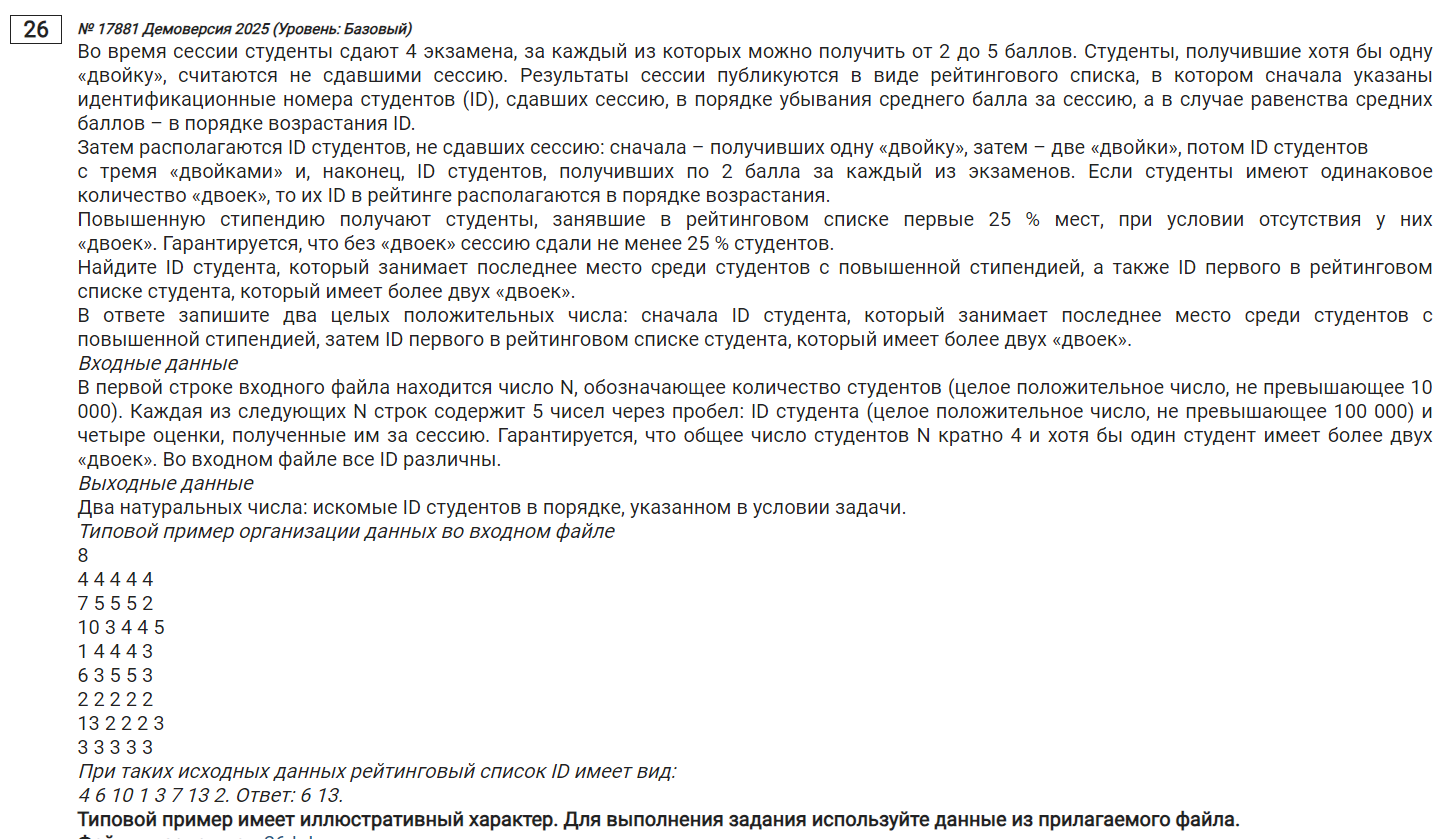 26
№ 17881 Демоверсия 2025 (Уровень: Базовый)
Во время сессии студенты сдают 4 экзамена, за каждый из которых можно получить от 2 до 5 баллов. Студенты, получившие хотя бы одну
«двойку», считаются не сдавшими сессию. Результаты сессии публикуются в виде рейтингового списка, в котором сначала указаны
идентификационные номера студентов (ID), сдавших сессию, в порядке убывания среднего балла за сессию, а в случае равенства средних
баллов – в порядке возрастания ID.
Затем располагаются ID студентов, не сдавших сессию: сначала – получивших одну «двойку», затем – две «двойки», потом ID студентов
с тремя «двойками» и, наконец, ID студентов, получивших по 2 балла за каждый из экзаменов. Если студенты имеют одинаковое
количество «двоек», то их ID в рейтинге располагаются в порядке возрастания.
Повышенную стипендию получают студенты, занявшие в рейтинговом списке первые 25 % мест, при условии отсутствия у них
«двоек». Гарантируется, что без «двоек» сессию сдали не менее 25 % студентов.
Найдите ID студента, который занимает последнее место среди студентов с повышенной стипендией, а также ID первого в рейтинговом
списке студента, который имеет более двух «двоек».
В ответе запишите два целых положительных числа: сначала ID студента, который занимает последнее место среди студентов с
повышенной стипендией, затем ID первого в рейтинговом списке студента, который имеет более двух «двоек».
Входные данные
В первой строке входного файла находится число N, обозначающее количество студентов (целое положительное число, не превышающее 10
000). Каждая из следующих N строк содержит 5 чисел через пробел: ID студента (целое положительное число, не превышающее 100 000) и
четыре оценки, полученные им за сессию. Гарантируется, что общее число студентов N кратно 4 и хотя бы один студент имеет более двух
«двоек». Во входном файле все ID различны.
Выходные данные
Два натуральных числа: искомые ID студентов в порядке, указанном в условии задачи.
Типовой пример организации данных во входном файле
8
4 4 4 4 4
7 5 5 5 2
10 3 4 4 5
1 4 4 4 3
6 3 5 5 3
2 2 2 2 2
13 2 2 2 3
3 3 3 3 3
При таких исходных данных рейтинговый список ID имеет вид:
4 6 10 1 3 7 13 2. Ответ: 6 13.
Типовой пример имеет иллюстративный характер. Для выполнения задания используйте данные из прилагаемого файла.